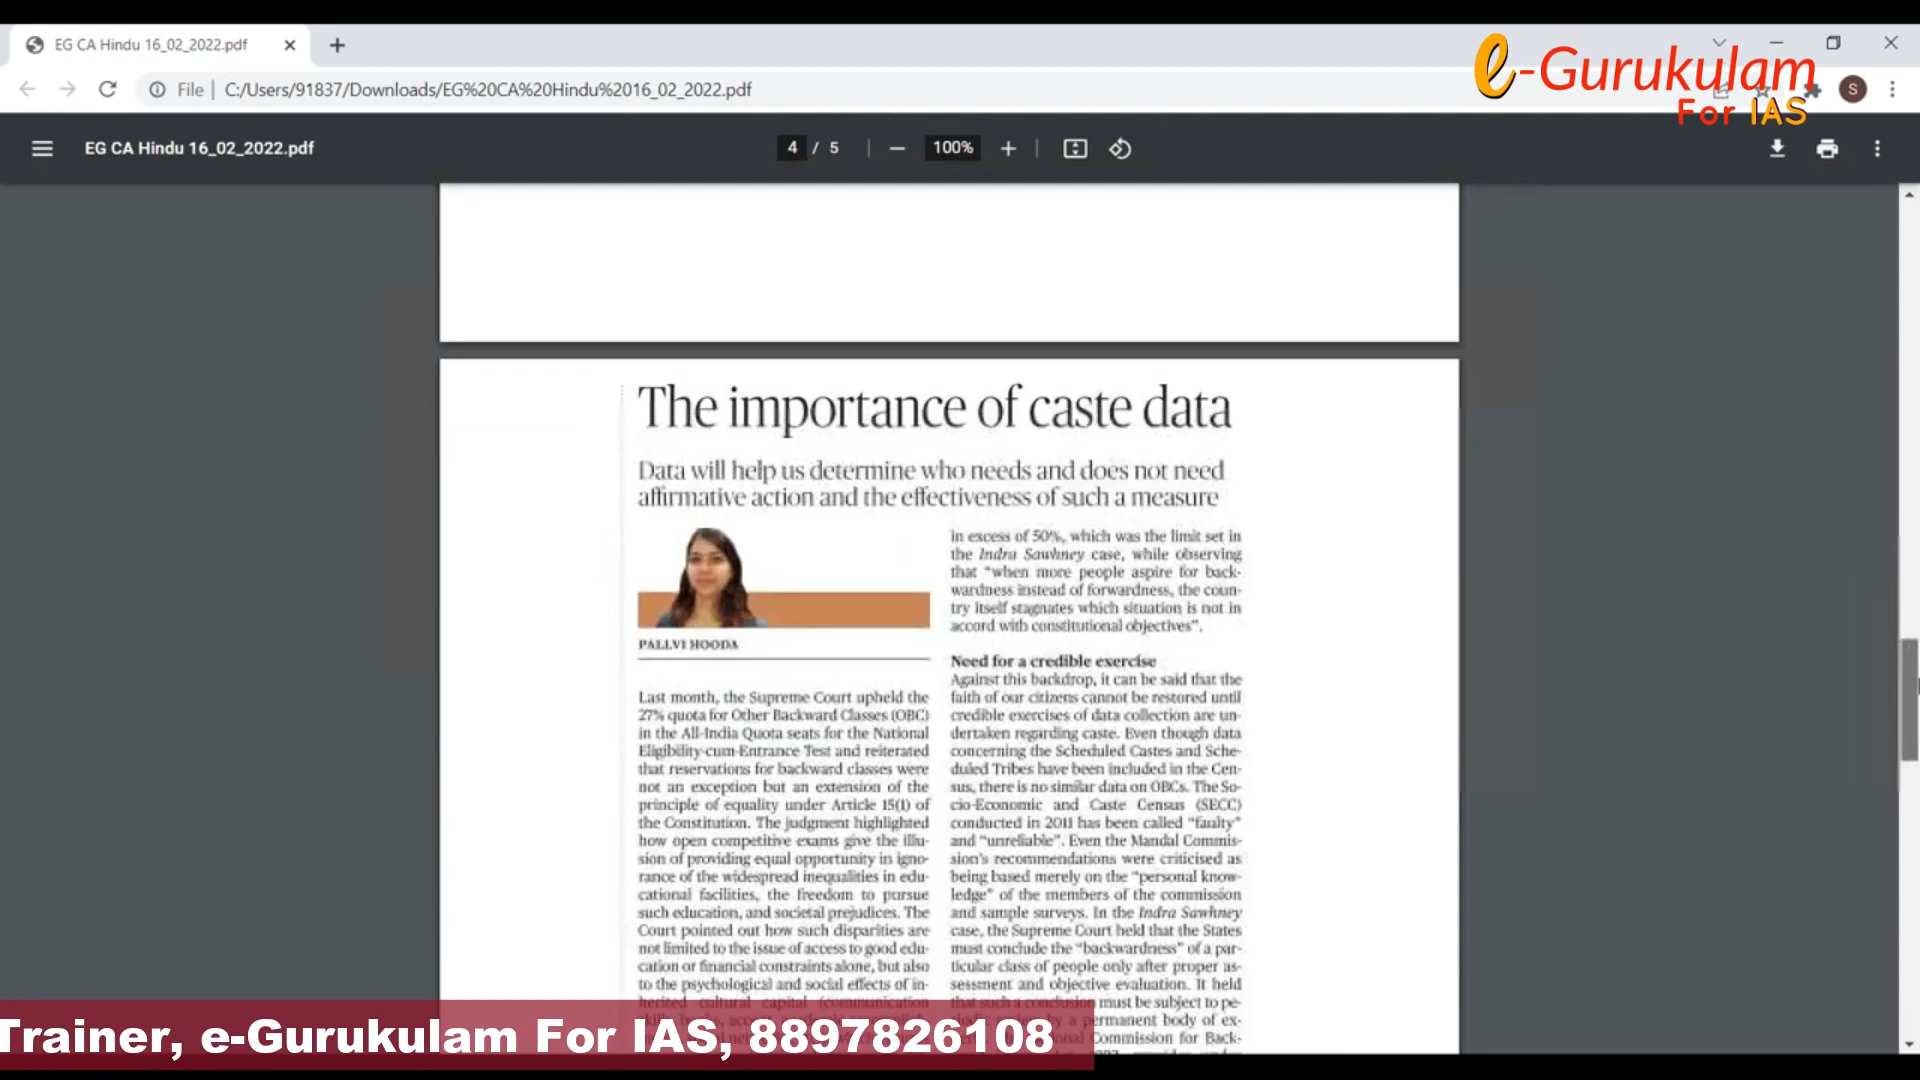 EG CA Hindu 16_02_2022.pdf
e-Gurukulam
For IAS
File
C:/Users/91837/Downloads/EG%20CA%20Hindu%2016_02_2022.pdf
S
EG CA Hindu 16_02_2022.pdf
4 / 5
100%
The importance of caste data
Data will help us determine who needs and does not need
affirmative action and the effectiveness of such a measure
PALLVI HOODA
Last month, the Supreme Court upheld the
27% quota for Other Backward Classes (OBC)
in the All-India Quota seats for the National
Eligibility-cum-Entrance Test and reiterated
that reservations for backward classes were
not an exception but an extension of the
principle of equality under Article 15(1) of
the Constitution. The judgment highlighted
how open competitive exams give the illu-
sion of providing equal opportunity in igno-
rance of the widespread inequalities in edu-
cational facilities, the freedom to pursue
such education, and societal prejudices. The
Court pointed out how such disparities are
not limited to the issue of access to good edu-
cation or financial constraints alone, but also
to the psychological and social effects of in-
herited cultural capital (communication
in excess of 50%, which was the limit set in
the Indra Sawhney case, while observing
that "when more people aspire for back-
wardness instead of forwardness, the coun-
try itself stagnates which situation is not in
accord with constitutional objectives".
Need for a credible exercise
Against this backdrop, it can be said that the
faith of our citizens cannot be restored until
credible exercises of data collection are un-
dertaken regarding caste. Even though data
concerning the Scheduled Castes and Sche-
duled Tribes have been included in the Cen-
sus, there is no similar data on OBCs. The So-
cio-Economic and Caste Census (SECC)
conducted in 2011 has been called "faulty"
and "unreliable". Even the Mandal Commis-
sion's recommendations were criticised as
being based merely on the "personal know-
ledge" of the members of the commission
and sample surveys. In the Indra Sawhney
case, the Supreme Court held that the States
must conclude the "backwardness" of a par-
ticular class of people only after proper as-
sessment and objective evaluation. It held
that such a conclusion must be subject to pe-
permanent body of ex-
Commission for Back-
Trainer, e-Gurukulam For IAS, 8897826108